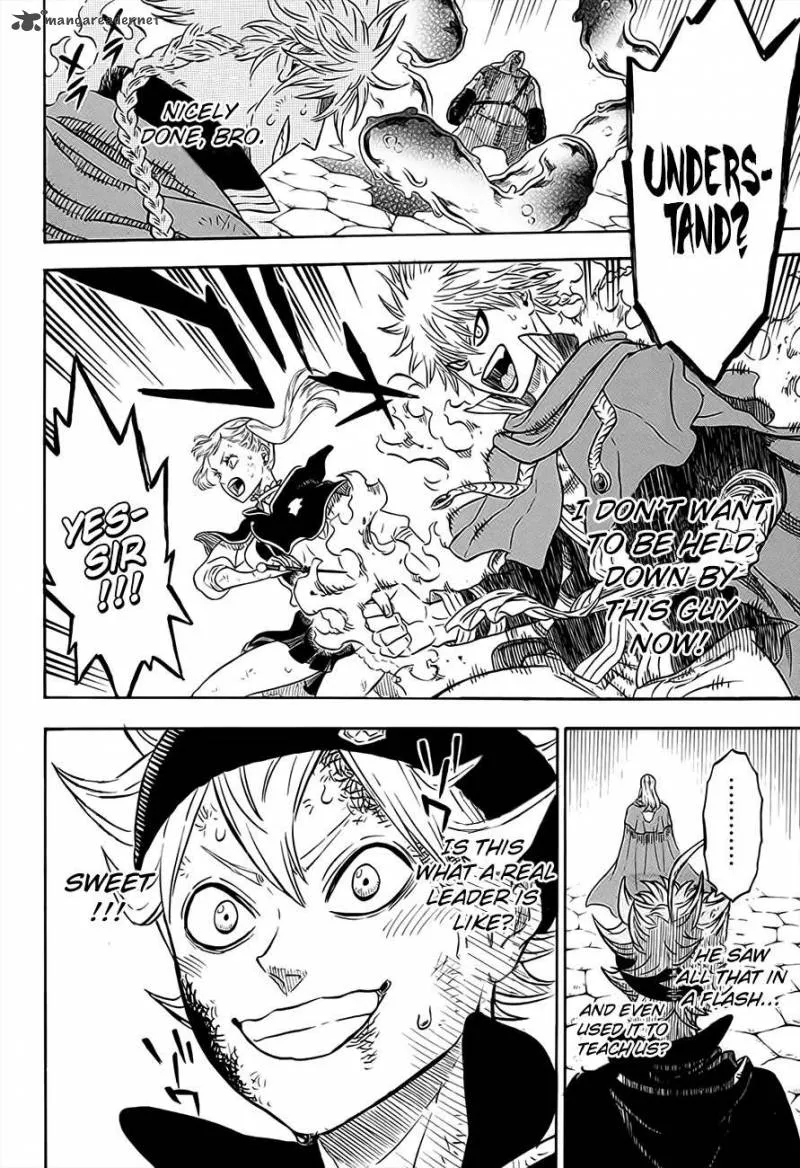 mangareader.net
UNDERS-
TAND?
NICELY
DONE, BRO.
I DON'T WANT
TO BE HELD
DOWN BY
THIS GUY
NOW!
YES-
SIR
!!!
.......
HE SAW
ALL THAT IN
A FLASH...
AND EVEN
USED IT TO
TEACH US?
IS THIS
WHAT A REAL
LEADER IS
LIKE?
SWEET
!!!